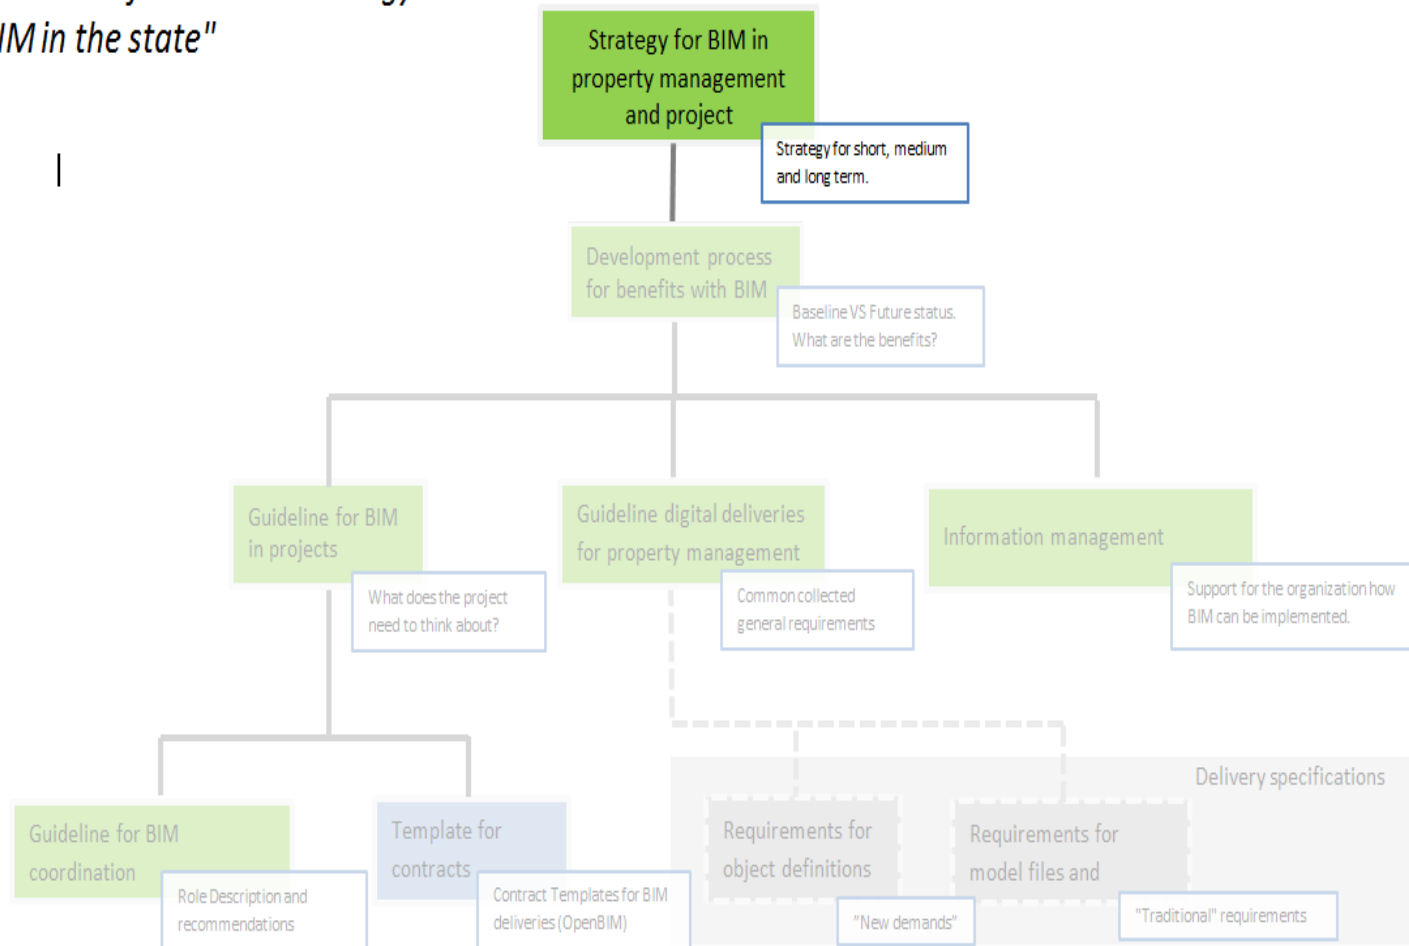 IM in the state"
Strategy for BIM in
property management
and project
Strategy for short, medium
and long term.
Development process
for benefits with BIM
Baseline VS Future status.
What are the benefits?
Guideline for BIM
in projects
What does the project
need to think about?
Guideline digital deliveries
for property management
Common collected
general requirements
Information management
Support for the organization how
BIM can be implemented.
Delivery specifications
Guideline for BIM
coordination
Role Description and
recommendations
Template for
contracts
Contract Templates for BIM
deliveries (OpenBIM)
Requirements for
object definitions
"New demands"
Requirements for
model files and
"Traditional" requirements